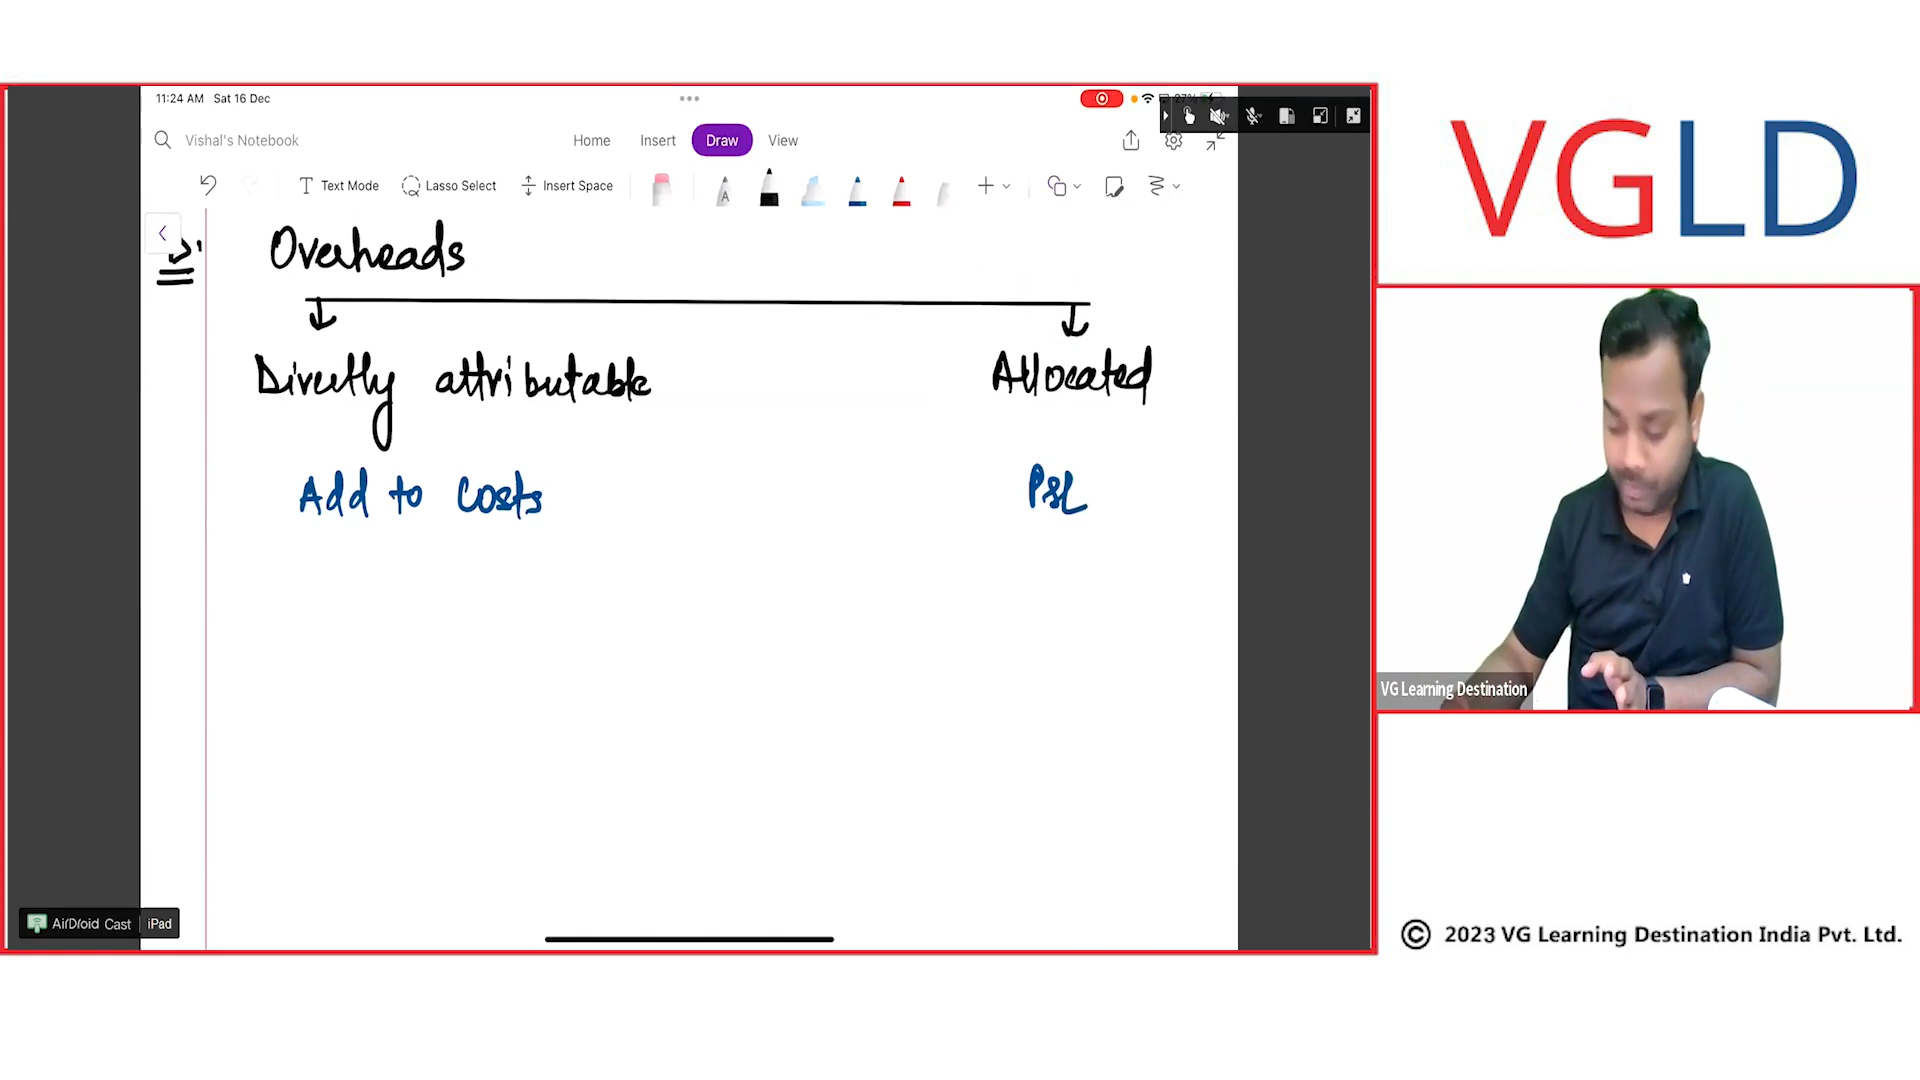 11:24 AM Sat 16 Dec
27%
Vishal's Notebook
Home Insert Draw View
Text Mode Lasso Select Insert Space
Overheads
Directly attributable Allocated
Add to costs P&L
AirDroid Cast iPad
VGLD
VG Learning Destination
© 2023 VG Learning Destination India Pvt. Ltd.